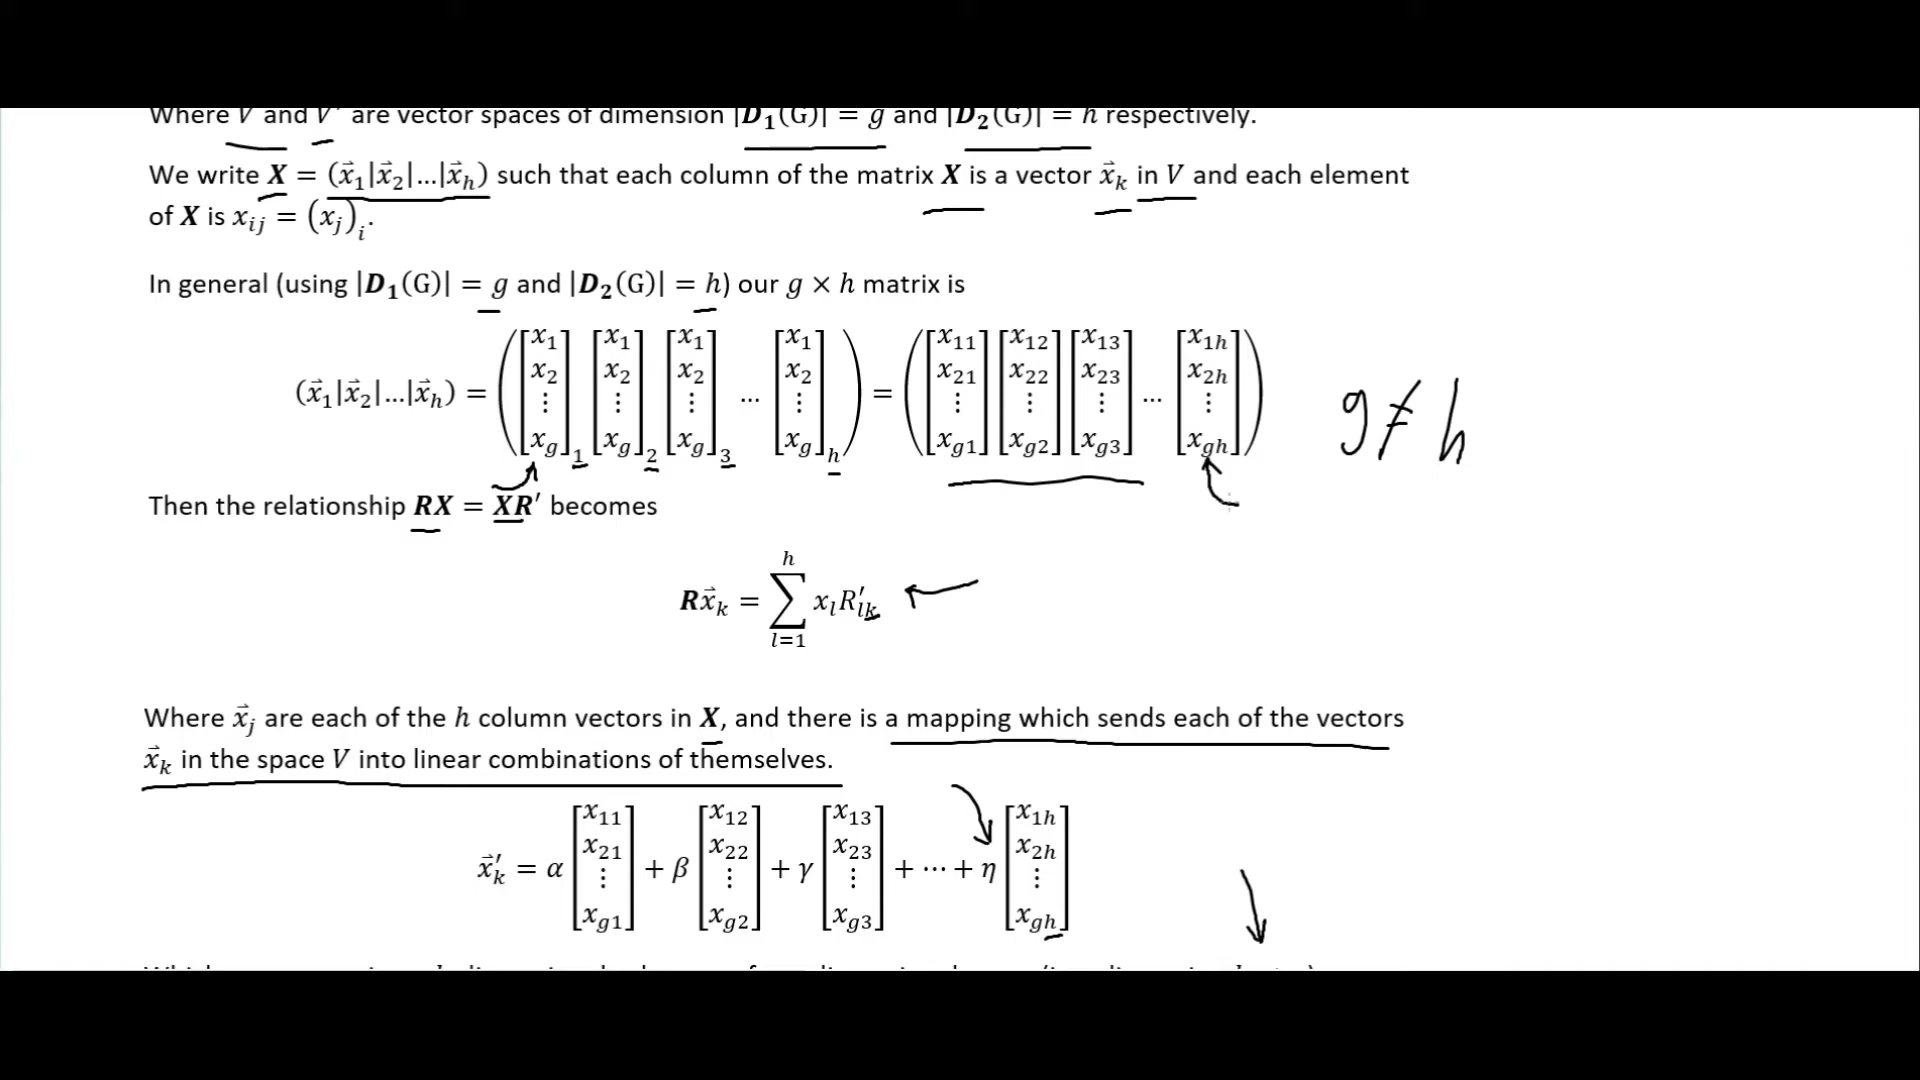 Where V and V′ are vector spaces of dimension |D₁(G)| = g and |D₂(G)| = h respectively.
We write X = (x⃗₁|x⃗₂|...|x⃗ₕ) such that each column of the matrix X is a vector x⃗ₖ in V and each element
of X is xᵢⱼ = (xⱼ)ᵢ.
In general (using |D₁(G)| = g and |D₂(G)| = h) our g × h matrix is
(x⃗₁|x⃗₂|...|x⃗ₕ) = ([x₁ x₂ ⋮ x_g]₁ [x₁ x₂ ⋮ x_g]₂ [x₁ x₂ ⋮ x_g]₃ ... [x₁ x₂ ⋮ x_g]ₕ) = ([x₁₁ x₂₁ ⋮ x_g1] [x₁₂ x₂₂ ⋮ x_g2] [x₁₃ x₂₃ ⋮ x_g3] ... [x₁ₕ x₂ₕ ⋮ x_gh]) g ≠ h
Then the relationship RX = XR′ becomes
Rx⃗ₖ = ∑_{l=1}^{h} x_l R′_lk
Where x⃗ⱼ are each of the h column vectors in X, and there is a mapping which sends each of the vectors
x⃗ₖ in the space V into linear combinations of themselves.
x⃗′ₖ = α [x₁₁ x₂₁ ⋮ x_g1] + β [x₁₂ x₂₂ ⋮ x_g2] + γ [x₁₃ x₂₃ ⋮ x_g3] + ⋯ + η [x₁ₕ x₂ₕ ⋮ x_gh]